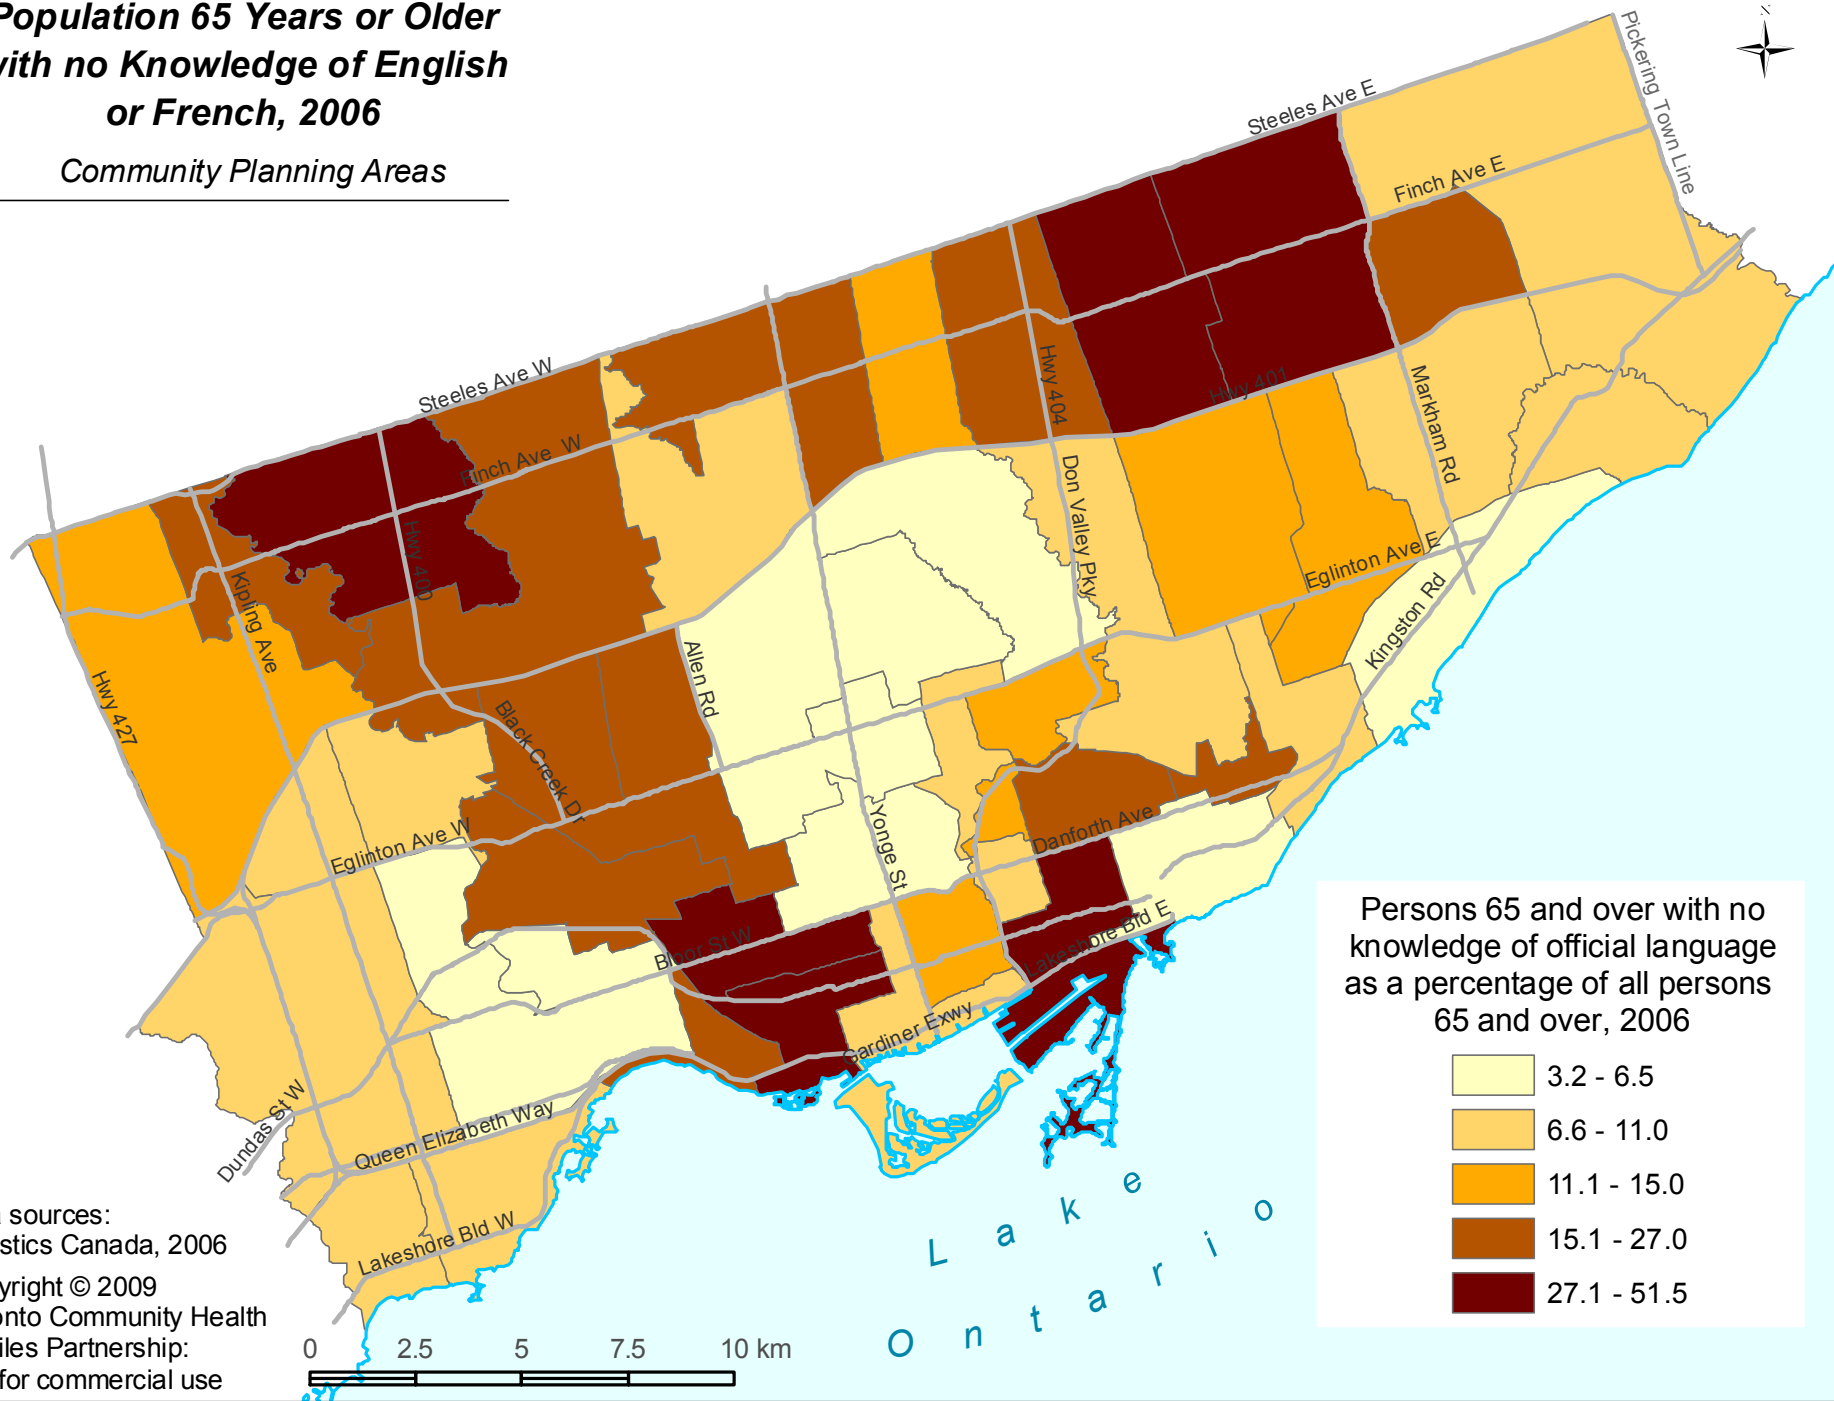 Population 65 Years or Older
with no Knowledge of English
or French, 2006
Community Planning Areas
N
Pickering Town Line
Steeles Ave E
Finch Ave E
Steeles Ave W
Finch Ave W
Hwy 404
Hwy 401
Markham Rd
Don Valley Pky
Hwy 400
Kipling Ave
Eglinton Ave E
Kingston Rd
Allen Rd
Hwy 427
Black Creek Dr
Yonge St
Eglinton Ave W
Danforth Ave
Bloor St W
Lakeshore Bld E
Gardiner Exwy
Dundas St W
Queen Elizabeth Way
Lakeshore Bld W
Lake
Ontario
Persons 65 and over with no
knowledge of official language
as a percentage of all persons
65 and over, 2006
3.2 - 6.5
6.6 - 11.0
11.1 - 15.0
15.1 - 27.0
27.1 - 51.5
sources:
stics Canada, 2006
yright © 2009
onto Community Health
iles Partnership:
for commercial use
0 2.5 5 7.5 10 km